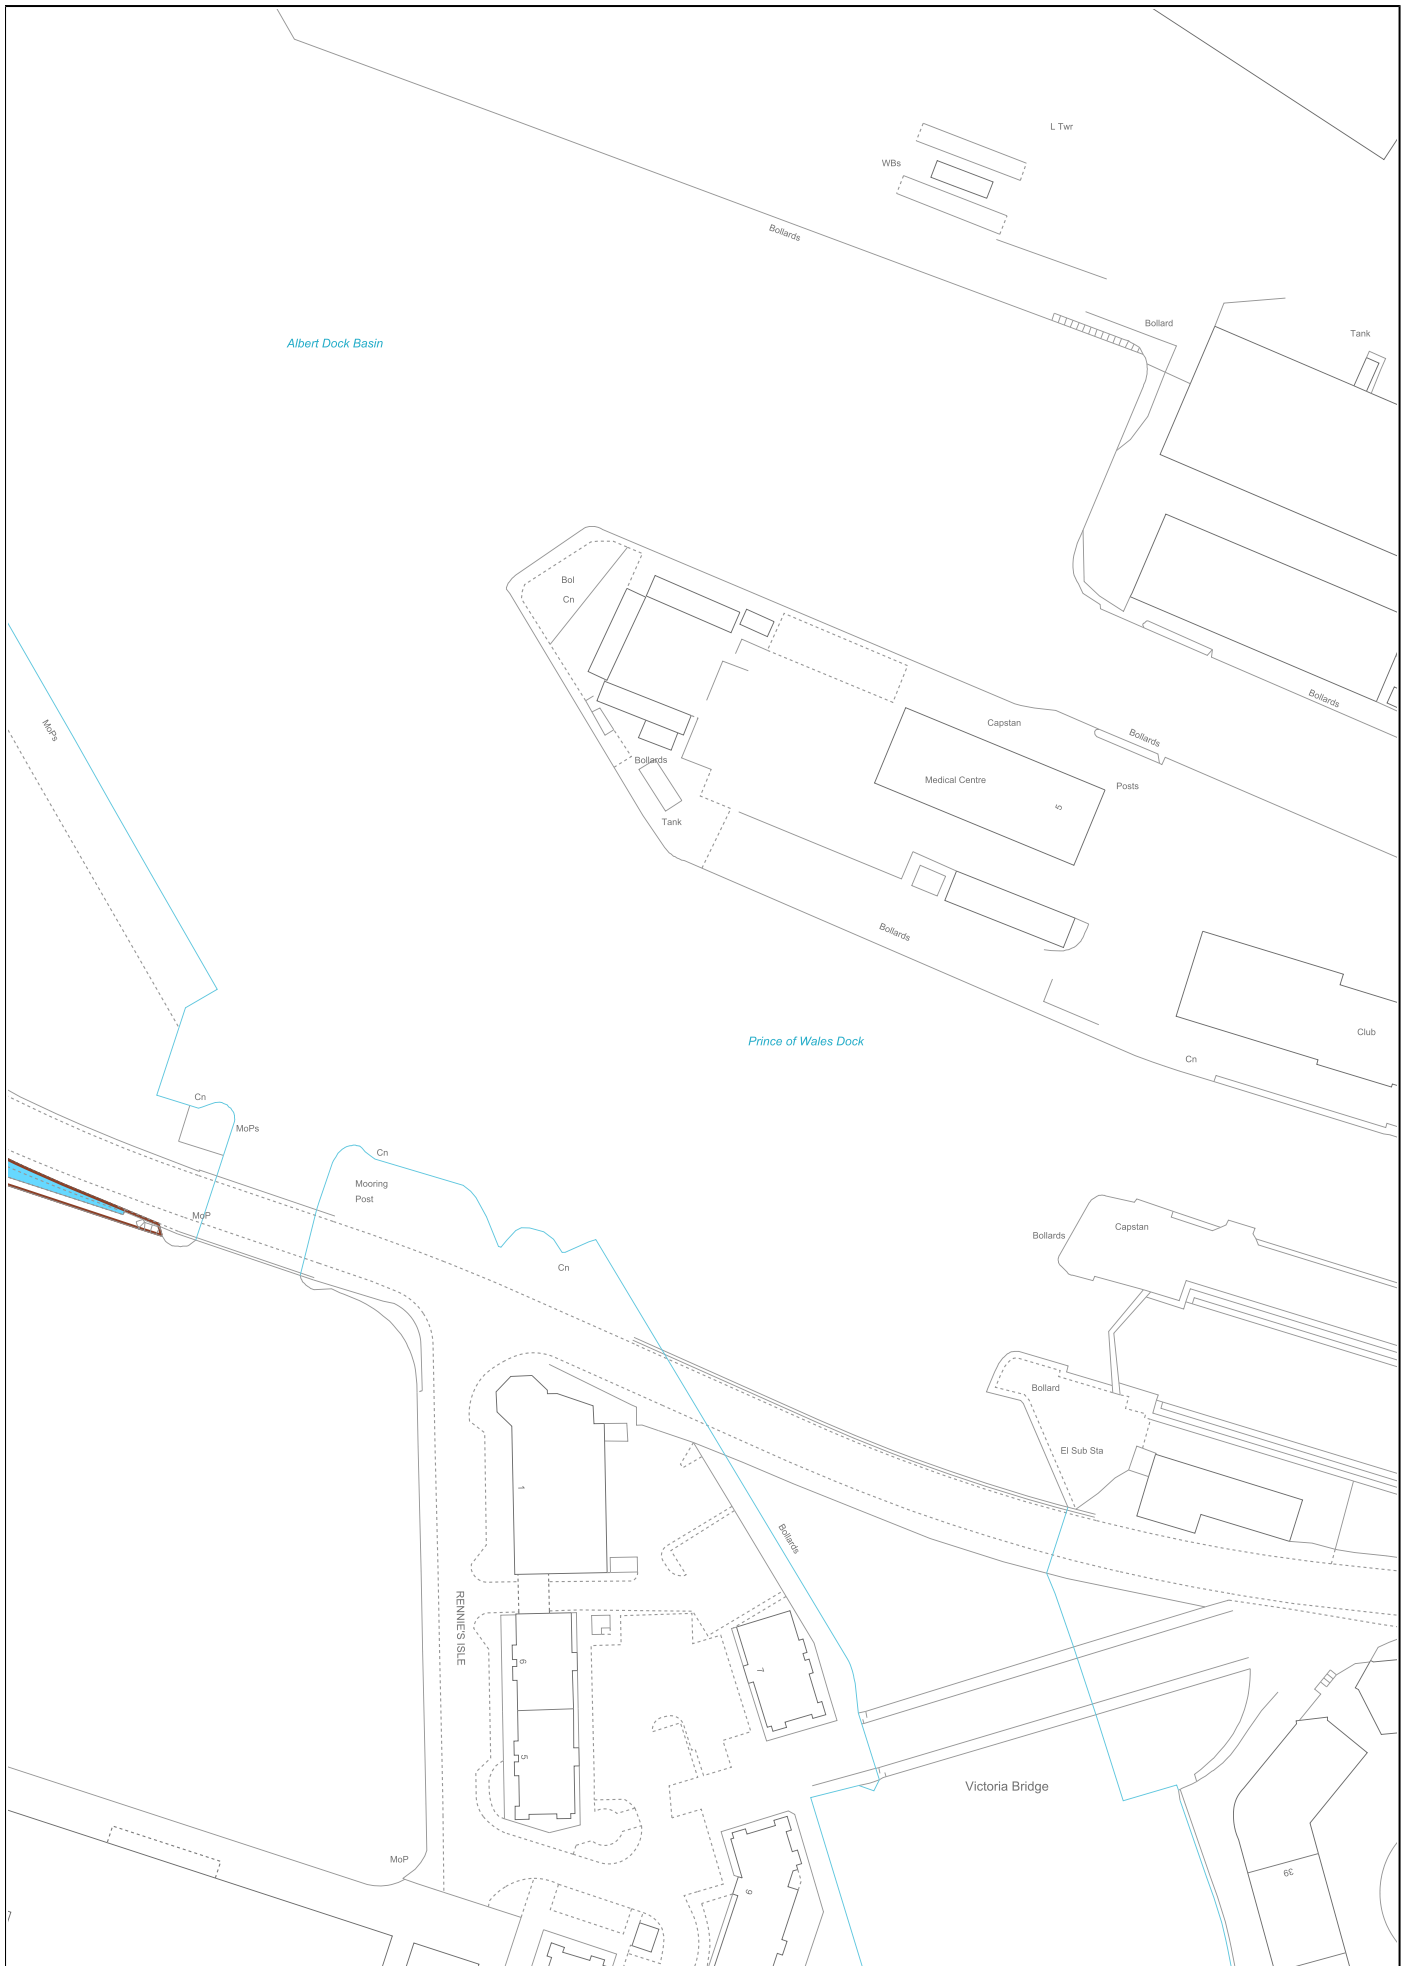 L Twr
WBs
Bollards
Bollard
Tank
Albert Dock Basin
Bol
Cn
Bollards
MoPs
Capstan
Bollards
Bollards
Medical Centre
Posts
5
Tank
Bollards
Club
Prince of Wales Dock
Cn
Cn
MoPs
Cn
Mooring
Post
MoP
Capstan
Bollards
Cn
Bollard
El Sub Sta
1
Bollards
RENNIE'S ISLE
6
7
5
Victoria Bridge
MoP
39
9